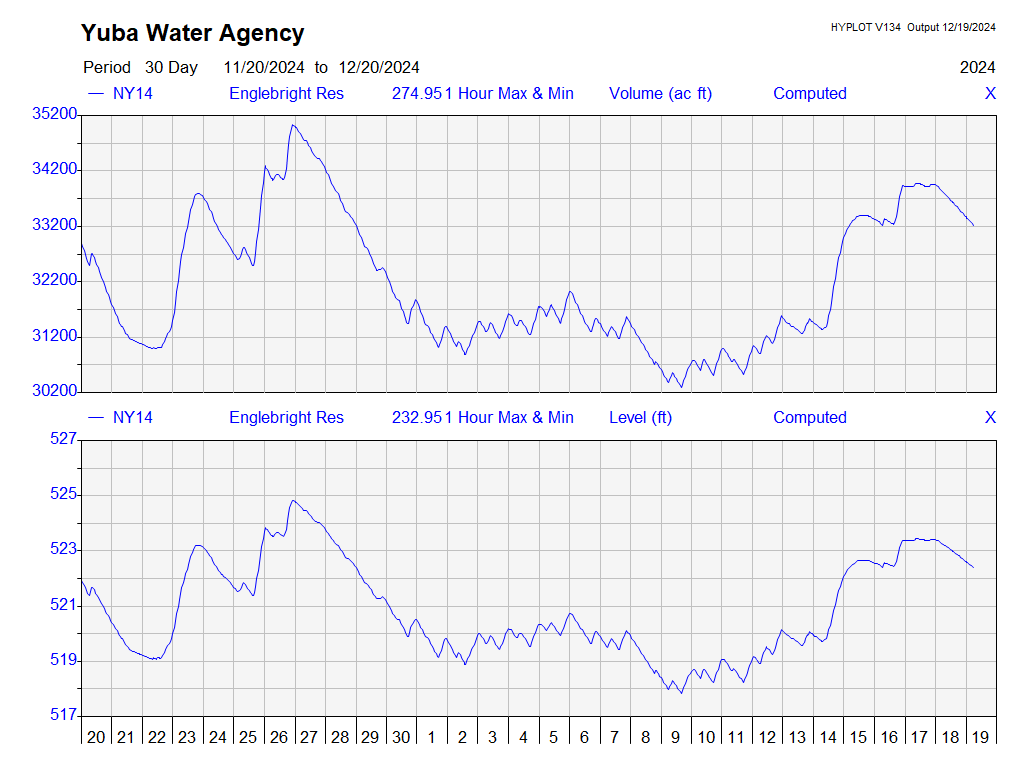 Yuba Water Agency
HYPLOT V134 Output 12/19/2024
Period 30 Day 11/20/2024 to 12/20/2024
2024
NY14 Englebright Res 274.951 Hour Max & Min Volume (ac ft) Computed X
35200
34200
33200
32200
31200
30200
NY14 Englebright Res 232.951 Hour Max & Min Level (ft) Computed X
527
525
523
521
519
517
20 21 22 23 24 25 26 27 28 29 30 1 2 3 4 5 6 7 8 9 10 11 12 13 14 15 16 17 18 19